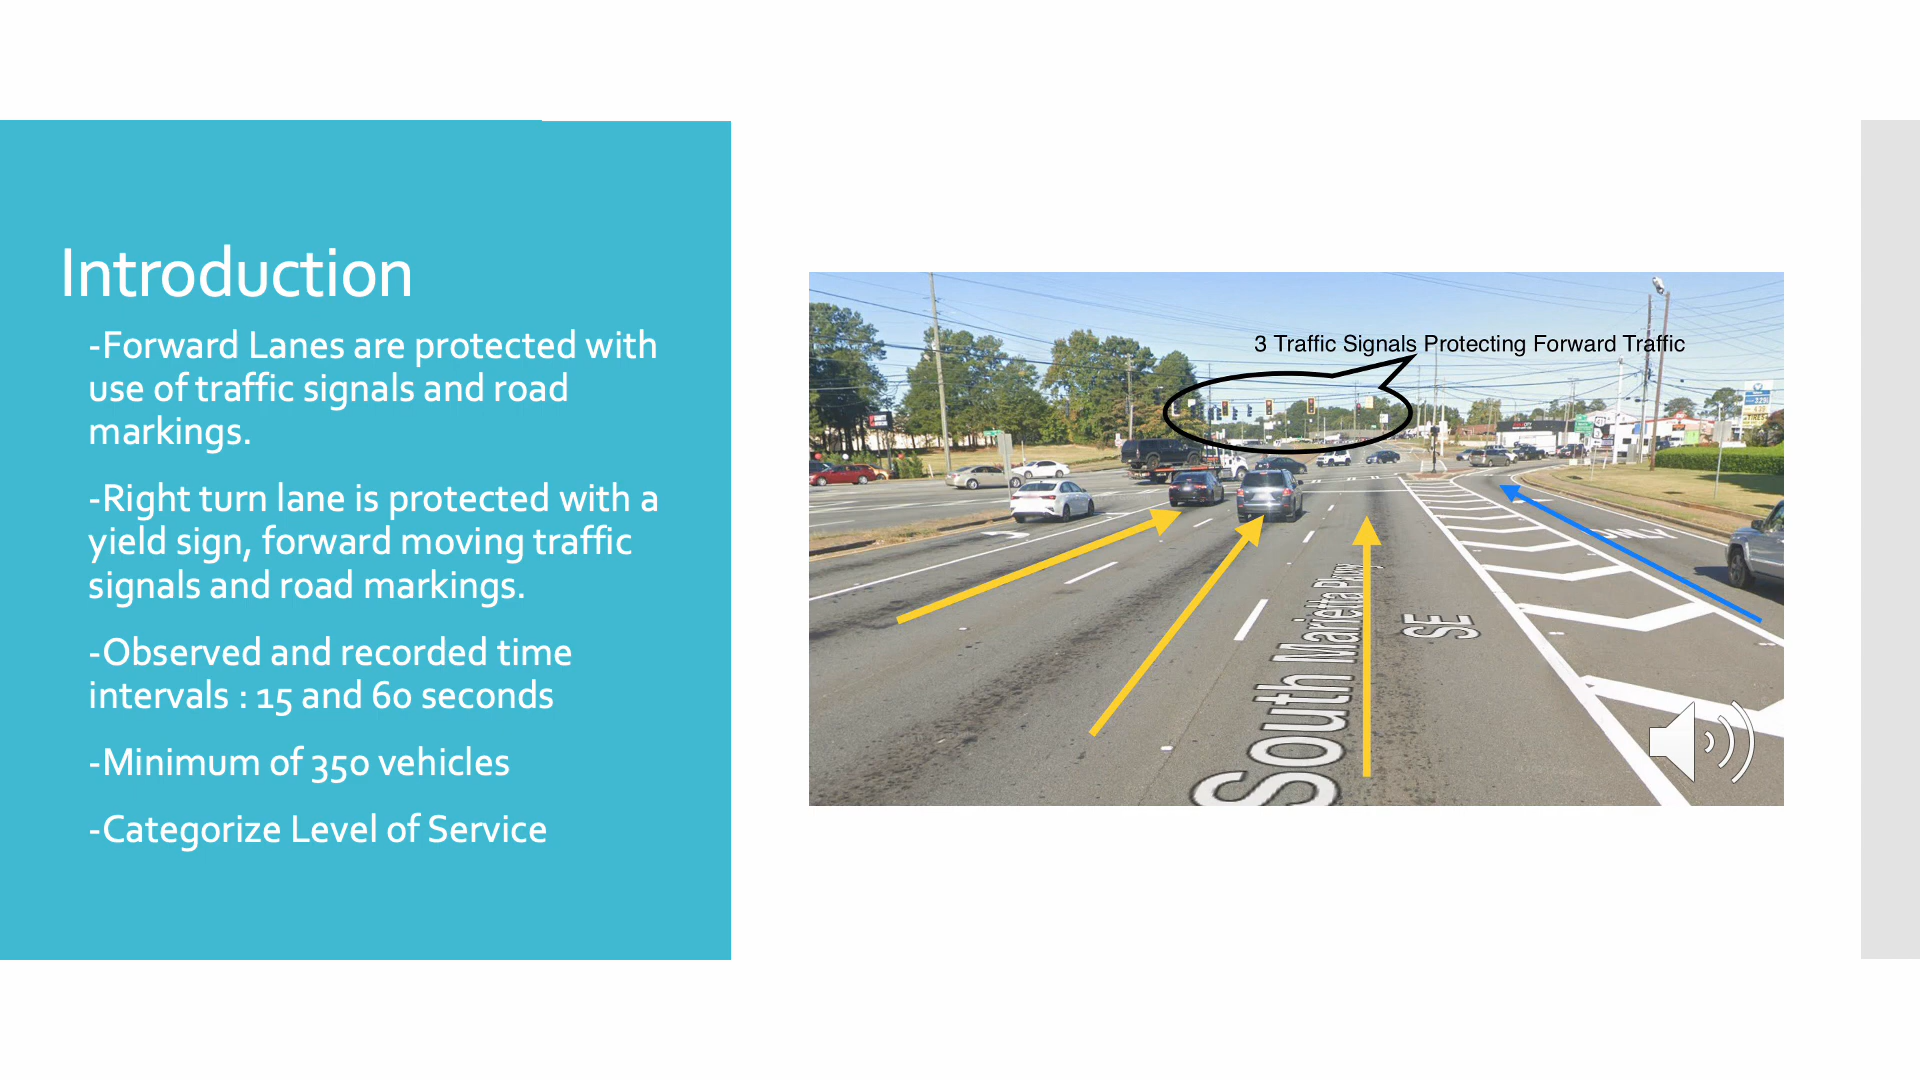 Introduction
-Forward Lanes are protected with
use of traffic signals and road
markings.
-Right turn lane is protected with a
yield sign, forward moving traffic
signals and road markings.
-Observed and recorded time
intervals : 15 and 60 seconds
-Minimum of 350 vehicles
-Categorize Level of Service
3 Traffic Signals Protecting Forward Traffic
ONLY
South Marietta Pkwy
SE